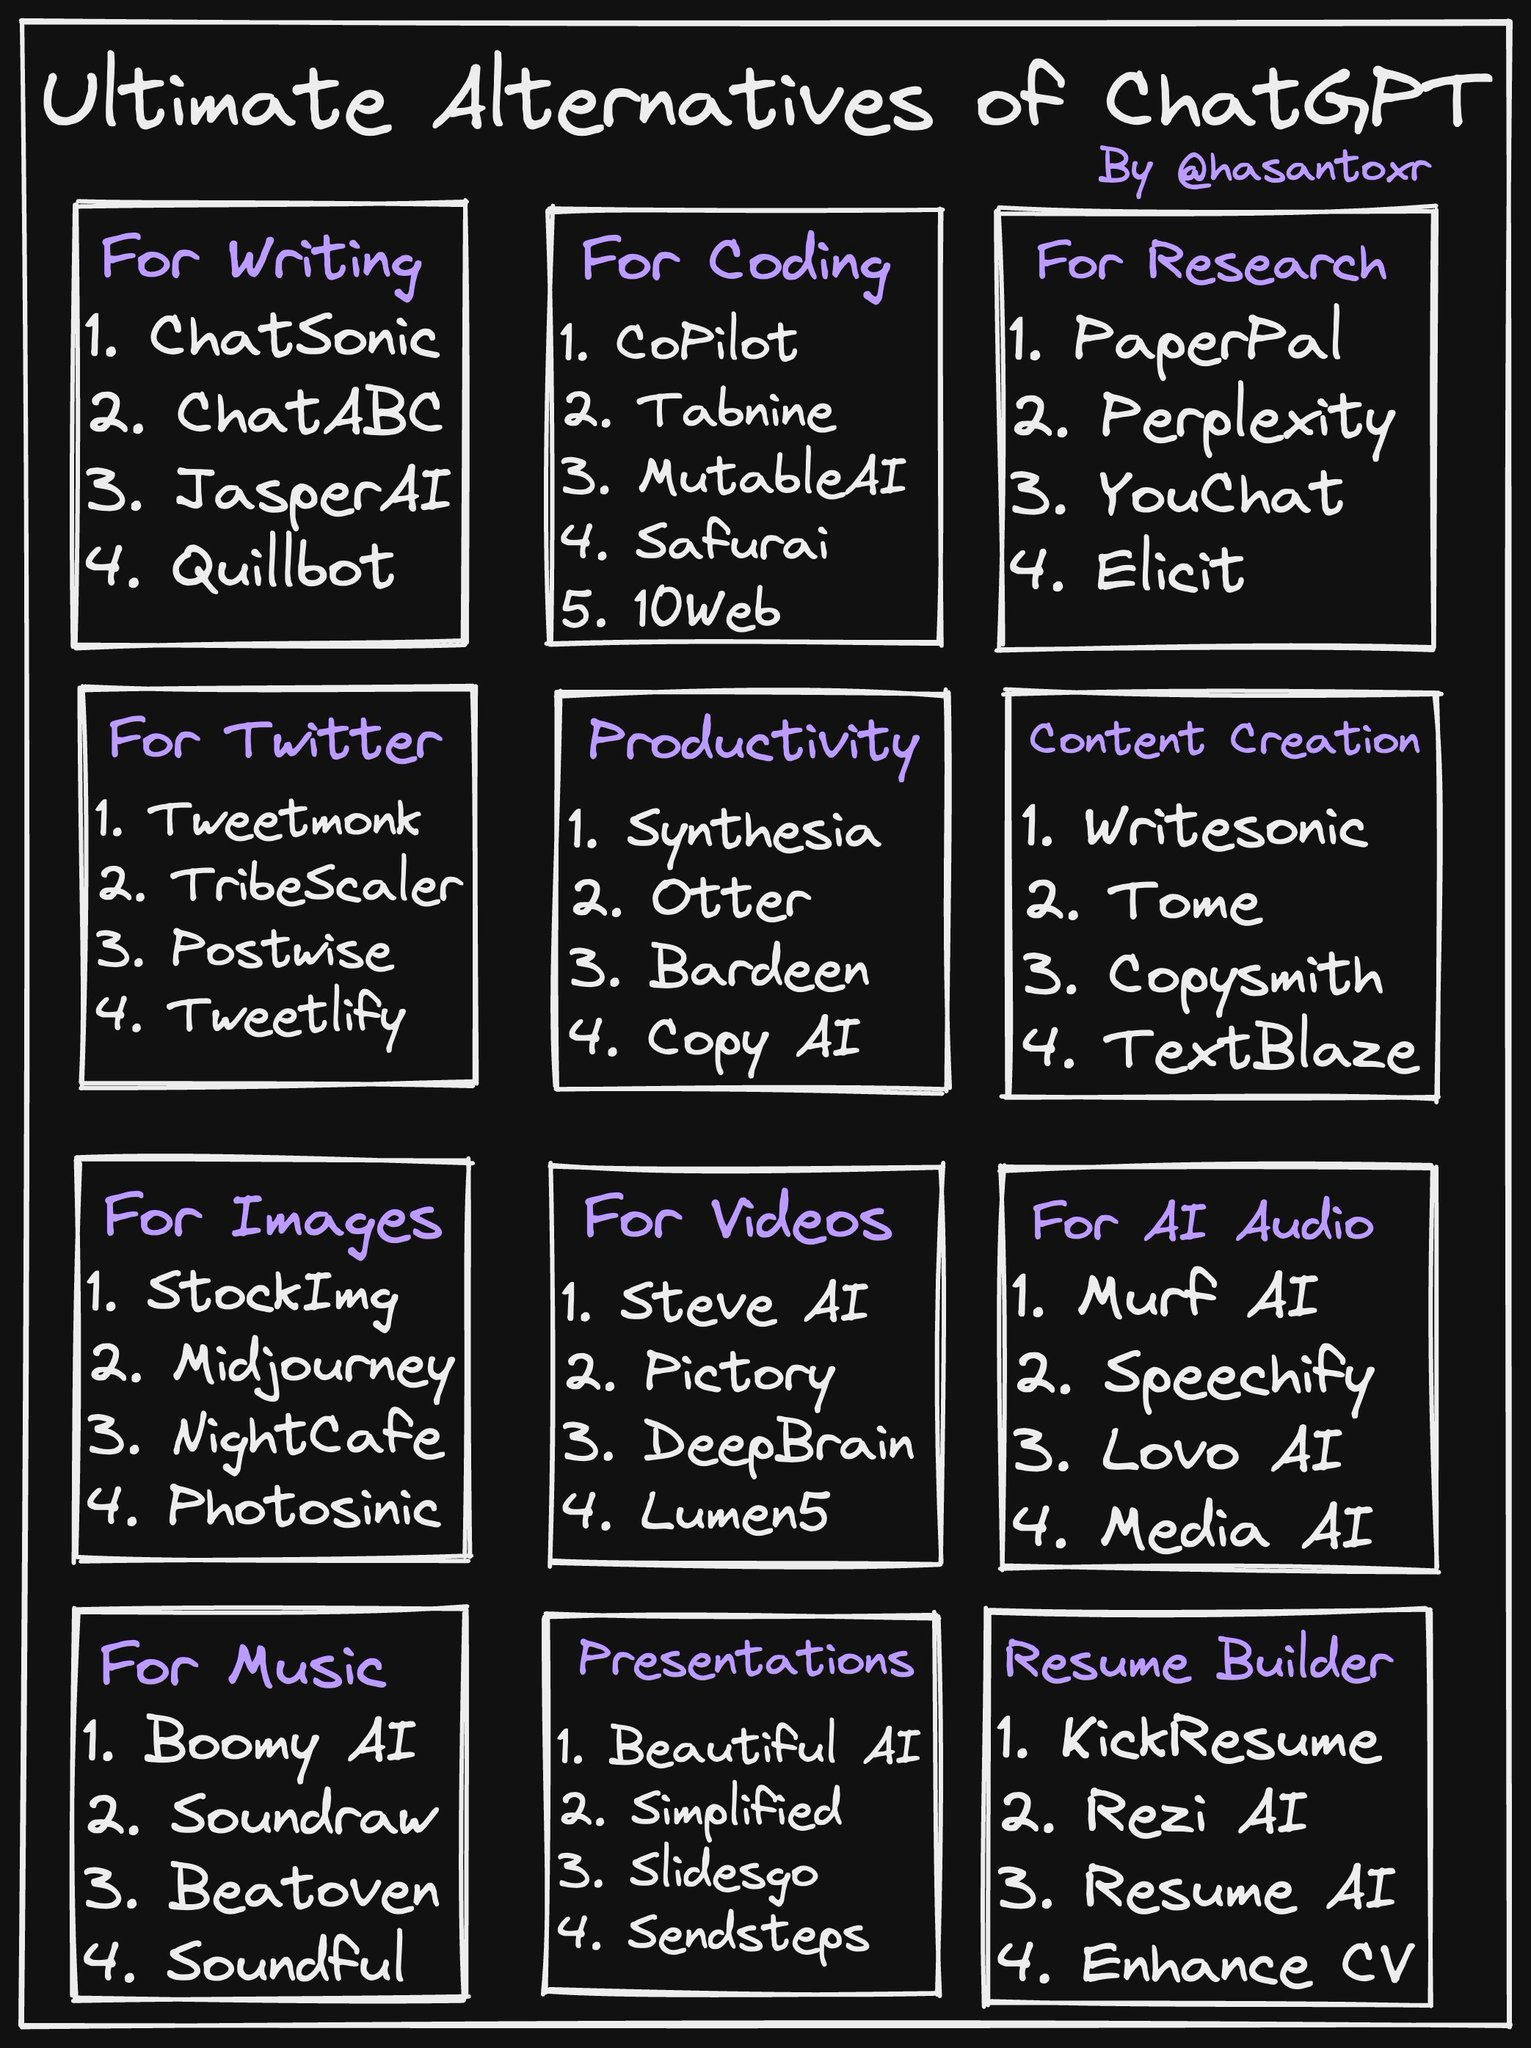 Ultimate Alternatives of ChatGPT
By @hasantoxr
For Writing
1. ChatSonic
2. ChatABC
3. JasperAI
4. Quillbot
For Coding
1. CoPilot
2. Tabnine
3. MutableAI
4. Safurai
5. 10Web
For Research
1. PaperPal
2. Perplexity
3. YouChat
4. Elicit
For Twitter
1. Tweetmonk
2. TribeScaler
3. Postwise
4. Tweetlify
Productivity
1. Synthesia
2. Otter
3. Bardeen
4. Copy AI
Content Creation
1. Writesonic
2. Tome
3. Copysmith
4. TextBlaze
For Images
1. StockImg
2. Midjourney
3. NightCafe
4. Photosinic
For Videos
1. Steve AI
2. Pictory
3. DeepBrain
4. Lumen5
For AI Audio
1. Murf AI
2. Speechify
3. Lovo AI
4. Media AI
For Music
1. Boomy AI
2. Soundraw
3. Beatoven
4. Soundful
Presentations
1. Beautiful AI
2. Simplified
3. Slidesgo
4. Sendsteps
Resume Builder
1. KickResume
2. Rezi AI
3. Resume AI
4. Enhance CV